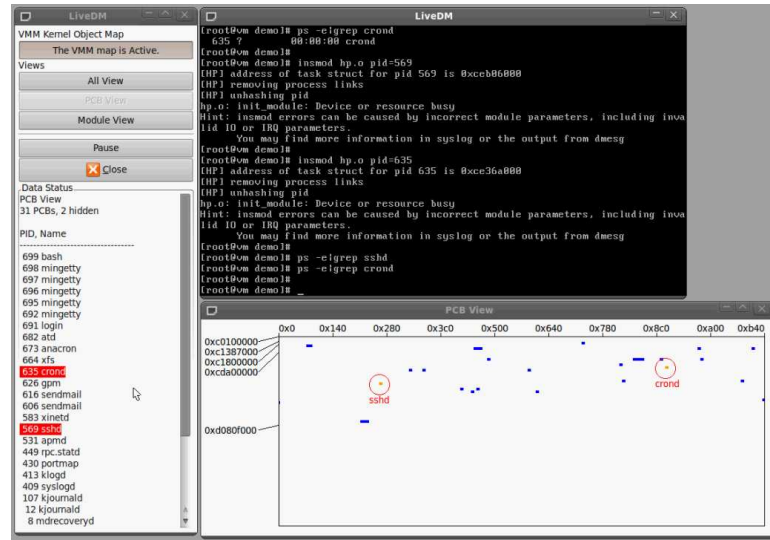 LiveDM
VMM Kernel Object Map
The VMM map is Active.
Views
All View
PCB View
Module View
Pause
Close
Data Status
PCB View
31 PCBs, 2 hidden
PID, Name
----------------------------------
699 bash
698 mingetty
697 mingetty
696 mingetty
695 mingetty
692 mingetty
691 login
682 atd
673 anacron
664 xfs
635 crond
626 gpm
616 sendmail
606 sendmail
583 xinetd
569 sshd
531 apmd
449 rpc.statd
430 portmap
413 klogd
409 syslogd
107 kjournald
12 kjournald
8 mdrecoveryd
LiveDM
[root@vm demo]# ps -e|grep crond
635 ? 00:00:00 crond
[root@vm demo]#
[root@vm demo]# insmod hp.o pid=569
[HP] address of task struct for pid 569 is 0xceb06000
[HP] removing process links
[HP] unhashing pid
hp.o: init_module: Device or resource busy
Hint: insmod errors can be caused by incorrect module parameters, including inva
lid IO or IRQ parameters.
You may find more information in syslog or the output from dmesg
[root@vm demo]#
[root@vm demo]# insmod hp.o pid=635
[HP] address of task struct for pid 635 is 0xce36a000
[HP] removing process links
[HP] unhashing pid
hp.o: init_module: Device or resource busy
Hint: insmod errors can be caused by incorrect module parameters, including inva
lid IO or IRQ parameters.
You may find more information in syslog or the output from dmesg
[root@vm demo]#
[root@vm demo]# ps -e|grep sshd
[root@vm demo]# ps -e|grep crond
[root@vm demo]# _
PCB View
0x0 0x140 0x280 0x3c0 0x500 0x640 0x780 0x8c0 0xa00 0xb40
0xc0100000
0xc1387000
0xc1800000
0xcda00000
0xd080f000
sshd
crond